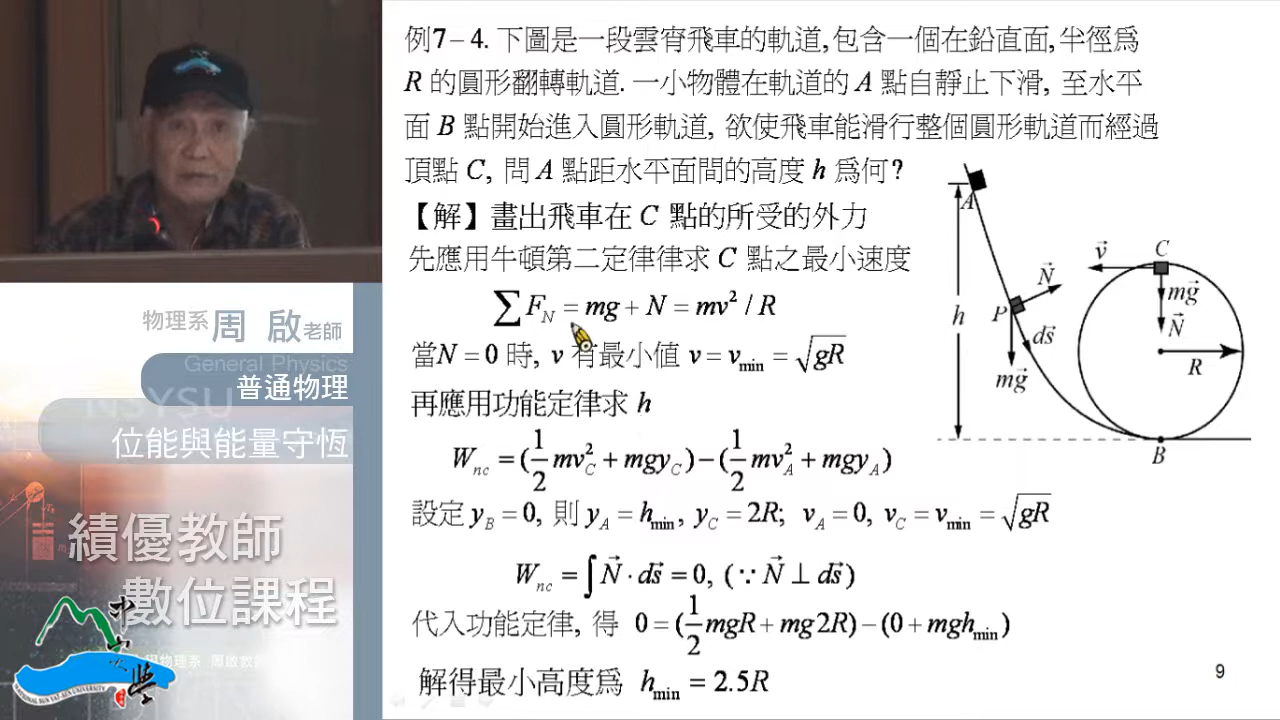 例7－4. 下圖是一段雲宵飛車的軌道,包含一個在鉛直面,半徑為
R 的圓形翻轉軌道. 一小物體在軌道的 A 點自靜止下滑, 至水平
面 B 點開始進入圓形軌道, 欲使飛車能滑行整個圓形軌道而經過
頂點 C, 問 A 點距水平面間的高度 h 為何?
【解】畫出飛車在 C 點的所受的外力
先應用牛頓第二定律律求 C 點之最小速度
∑F_N = mg + N = mv² / R
當N = 0 時, v 有最小值 v = v_min = √gR
再應用功能定律求 h
W_nc = (1/2 mv_C² + mgy_C) − (1/2 mv_A² + mgy_A)
設定 y_B = 0, 則 y_A = h_min, y_C = 2R; v_A = 0, v_C = v_min = √gR
W_nc = ∫ N⃗ · ds⃗ = 0, (∵ N⃗ ⊥ ds⃗)
代入功能定律, 得 0 = (1/2 mgR + mg2R) − (0 + mgh_min)
解得最小高度為 h_min = 2.5R
A
h
P
N⃗
ds⃗
mg⃗
v⃗
C
mg⃗
N⃗
R
B
9
物理系 周 啟 老師
General Physics
普通物理
NSYSU
位能與能量守恆
績優教師
數位課程